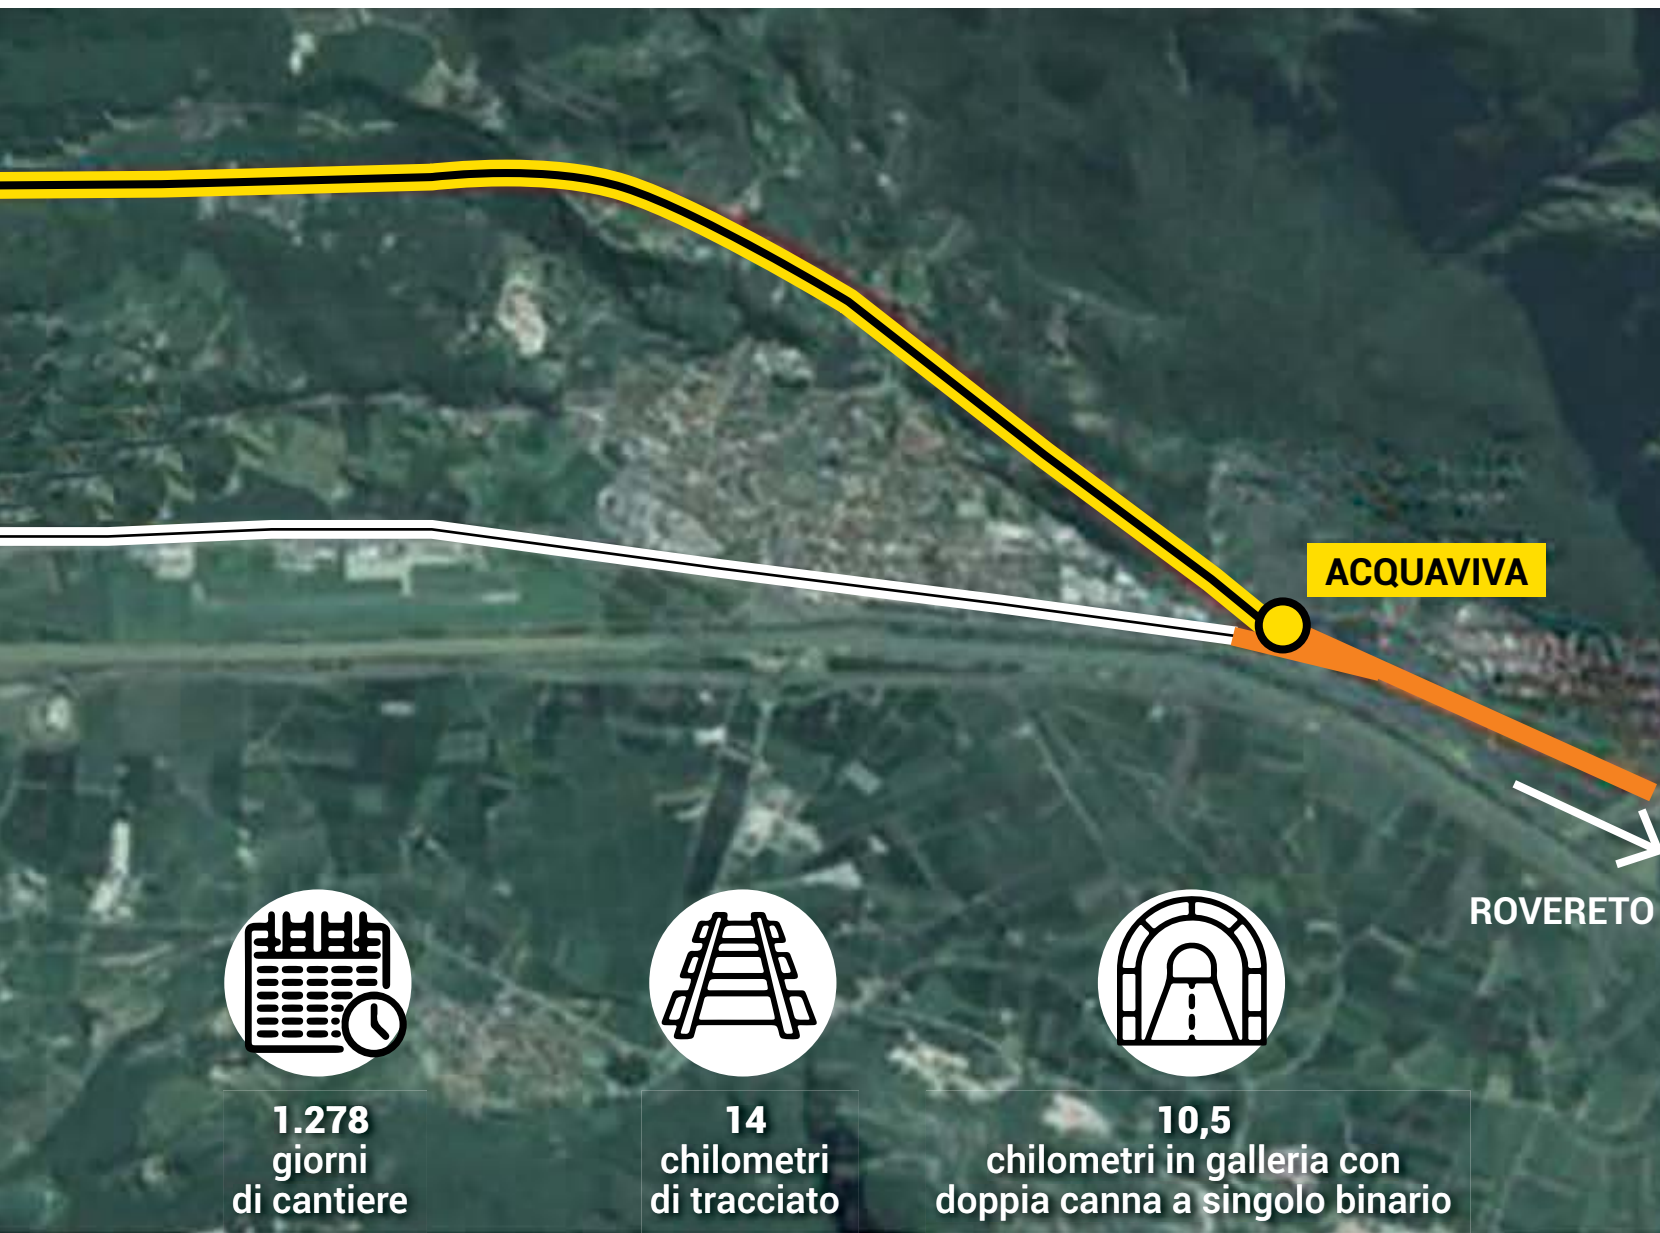 ACQUAVIVA
ROVERETO
1.278
giorni
di cantiere
14
chilometri
di tracciato
10,5
chilometri in galleria con
doppia canna a singolo binario